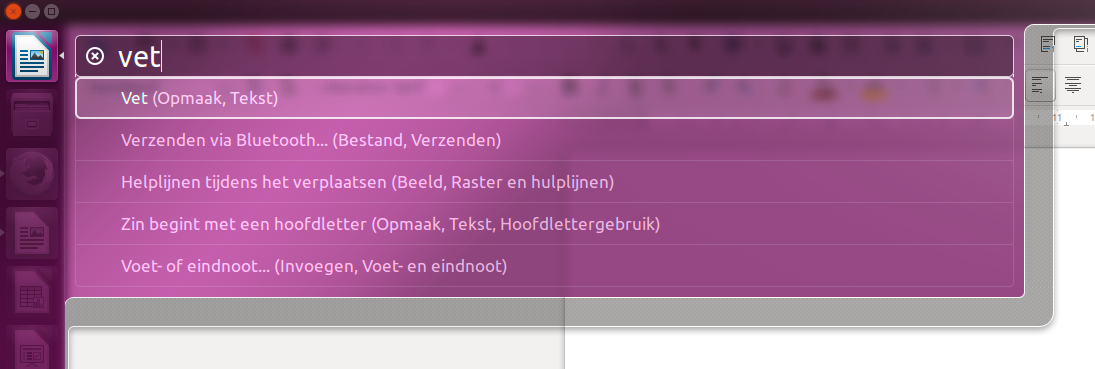 vet
Vet (Opmaak, Tekst)
Verzenden via Bluetooth... (Bestand, Verzenden)
Helplijnen tijdens het verplaatsen (Beeld, Raster en hulplijnen)
Zin begint met een hoofdletter (Opmaak, Tekst, Hoofdlettergebruik)
Voet- of eindnoot... (Invoegen, Voet- en eindnoot)
11